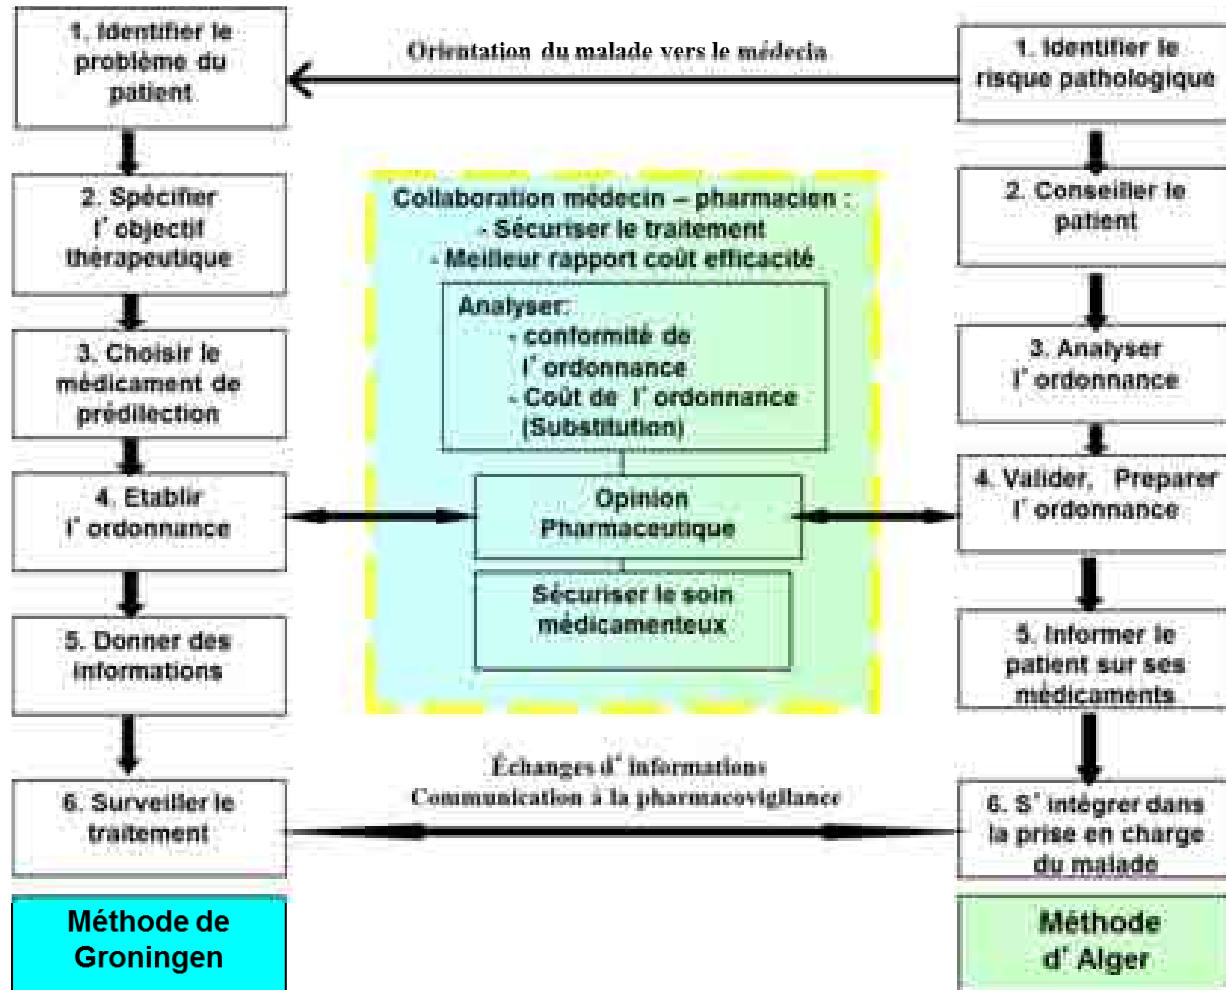 1. Identifier le
problème du
patient
Orientation du malade vers le médecin
1. Identifier le
risque pathologique
2. Spécifier
l' objectif
thérapeutique
Collaboration médecin – pharmacien :
- Sécuriser le traitement
- Meilleur rapport coût efficacité
2. Conseiller le
patient
Analyser:
- conformité de
l' ordonnance
- Coût de l' ordonnance
(Substitution)
3. Choisir le
médicament de
prédilection
3. Analyser
l' ordonnance
4. Etablir
l' ordonnance
Opinion
Pharmaceutique
4. Valider, Preparer
l' ordonnance
Sécuriser le soin
médicamenteux
5. Donner des
informations
5. Informer le
patient sur ses
médicaments
Échanges d' informations
Communication à la pharmacovigilance
6. Surveiller le
traitement
6. S' intégrer dans
la prise en charge
du malade
Méthode de
Groningen
Méthode
d' Alger